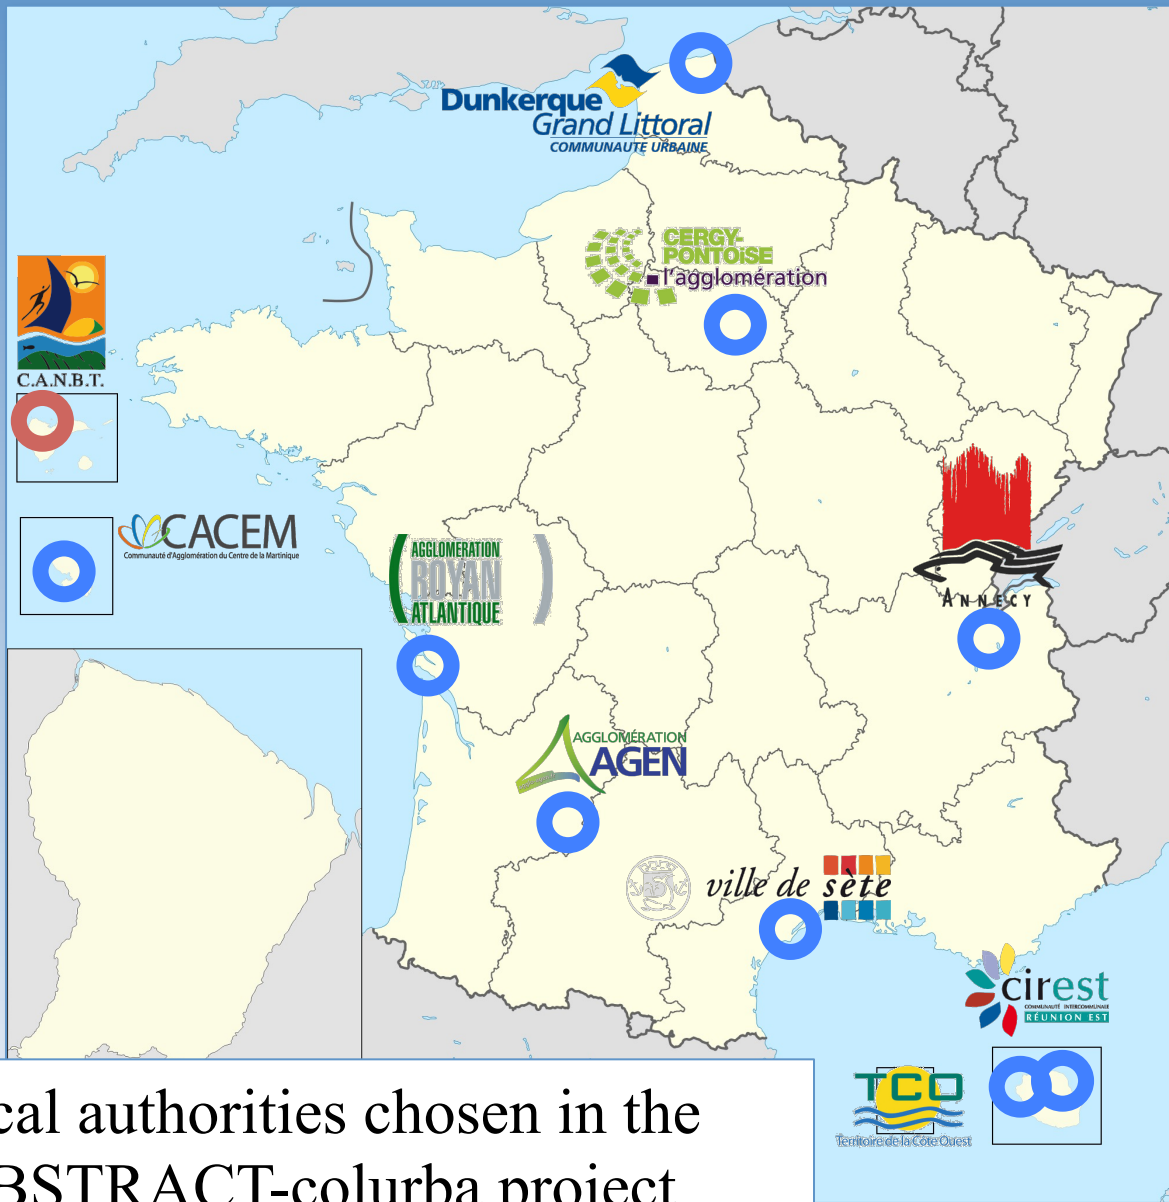 Dunkerque
Grand Littoral
COMMUNAUTE URBAINE
CERGY-
PONTOiSE
l'agglomération
C.A.N.B.T.
CACEM
Communauté d'Agglomération du Centre de la Martinique
AGGLOMERATION
ROYAN
ATLANTIQUE
ANNECY
AGGLOMÉRATION
AGEN
ville de sète
cirest
COMMUNAUTÉ INTERCOMMUNALE
RÉUNION EST
TCO
Territoire de la Côte Ouest
cal authorities chosen in the
BSTRACT-colurba project